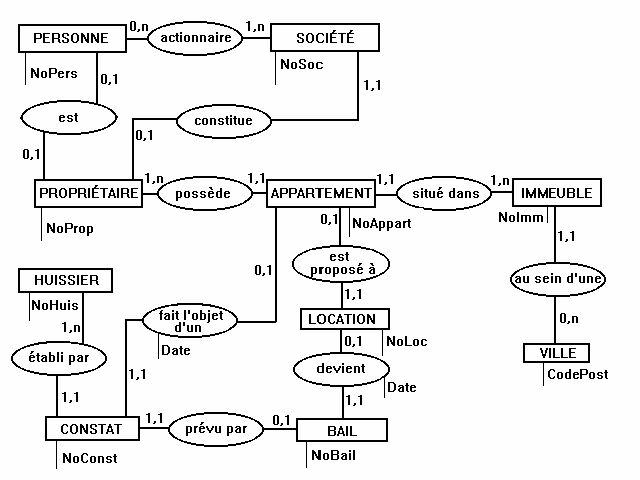 0,n 1,n
PERSONNE actionnaire SOCIÉTÉ
NoPers 0,1 NoSoc 1,1
est constitue
0,1 0,1
1,n 1,1 1,1 1,n
PROPRIÉTAIRE possède APPARTEMENT situé dans IMMEUBLE
NoProp 0,1 NoAppart NoImm 1,1
HUISSIER 0,1 est
proposé à au sein d'une
NoHuis 1,1
1,n fait l'objet
d'un LOCATION 0,n
Date 0,1 NoLoc
établi par VILLE
1,1 devient CodePost
1,1 Date
1,1 0,1 1,1
CONSTAT prévu par BAIL
NoConst NoBail